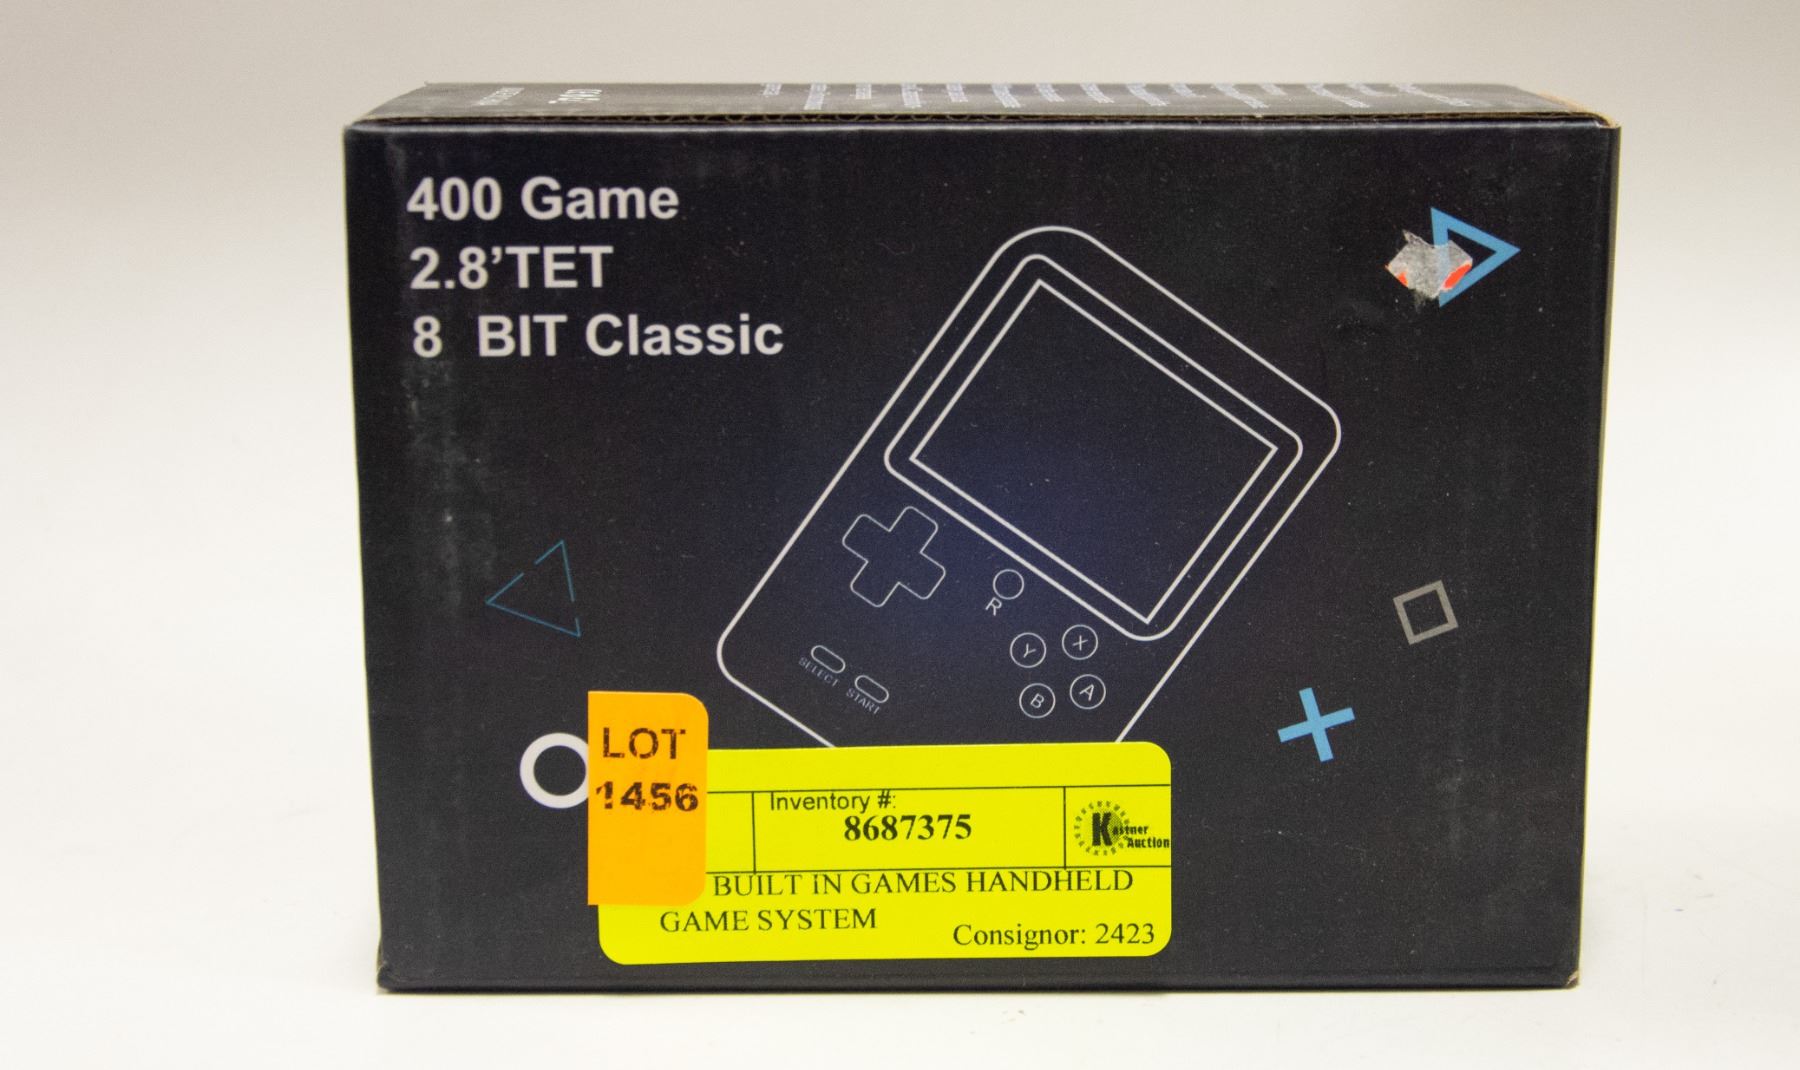 400 Game
2.8’TET
8 BIT Classic
R
Y
X
B
A
SELECT
START
LOT
1456
Inventory #:
8687375
Kastner
Auction
BUILT IN GAMES HANDHELD
GAME SYSTEM
Consignor: 2423